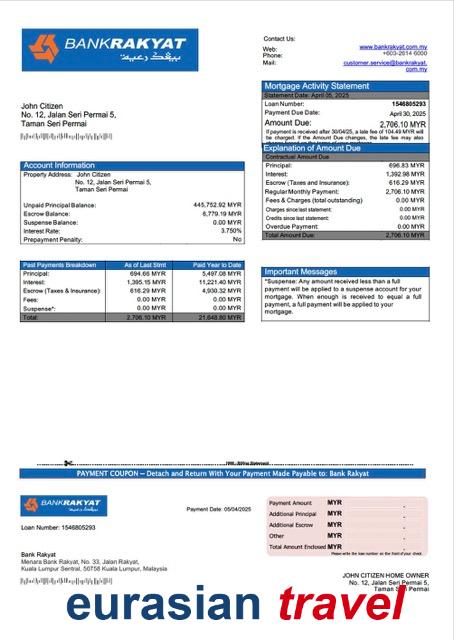 BANKRAKYAT
بيڠك رعية
Contact Us:
Web: www.bankrakyat.com.my
Phone: +603-2614 6000
Mail: customer.service@bankrakyat.
com.my
John Citizen
No. 12, Jalan Seri Permai 5,
Taman Seri Permai
Mortgage Activity Statement
Statement Date: April 05, 2025
Loan Number: 1546805293
Payment Due Date: April 30, 2025
Amount Due: 2,706.10 MYR
If payment is received after 30/04/25, a late fee of 104.49 MYR will
be charged. If the Amount Due changes, the late fee may also
Explanation of Amount Due
Contractual Amount Due
Principal: 696.83 MYR
Interest: 1,392.98 MYR
Escrow (Taxes and Insurance): 616.29 MYR
Regular Monthly Payment: 2,706.10 MYR
Fees & Charges (total outstanding) 0.00 MYR
Charges since last statement: 0.00 MYR
Credits since last statement: 0.00 MYR
Overdue Payment: 0.00 MYR
Total Amount Due: 2,706.10 MYR
Account Information
Property Address: John Citizen
No. 12, Jalan Seri Permai 5,
Taman Seri Permai
Unpaid Principal Balance: 445,752.92 MYR
Escrow Balance: 6,779.19 MYR
Suspense Balance: 0.00 MYR
Interest Rate: 3.750%
Prepayment Penalty: No
Past Payments Breakdown As of Last Stmt Paid Year to Date
Principal: 694.66 MYR 5,497.08 MYR
Interest: 1,395.15 MYR 11,221.40 MYR
Escrow (Taxes & Insurance): 616.29 MYR 4,930.32 MYR
Fees: 0.00 MYR 0.00 MYR
Suspense*: 0.00 MYR 0.00 MYR
Total: 2,706.10 MYR 21,648.80 MYR
Important Messages
*Suspense: Any amount received less than a full
payment will be applied to a suspense account for your
mortgage. When enough is received to equal a full
payment, a full payment will be applied to your
mortgage.
PAYMENT COUPON – Detach and Return With Your Payment Made Payable to: Bank Rakyat
BANKRAKYAT
بيڠك رعية
Payment Date: 05/04/2025
Loan Number: 1546805293
Payment Amount MYR -
Additional Principal MYR -
Additional Escrow MYR -
Other MYR -
Total Amount Enclosed MYR -
Please write the loan number on the front of your check
Bank Rakyat
Menara Bank Rakyat, No. 33, Jalan Rakyat,
Kuala Lumpur Sentral, 50758 Kuala Lumpur, Malaysia
JOHN CITIZEN HOME OWNER
No. 12, Jalan Seri Permai 5,
Taman Seri Permai
eurasian travel